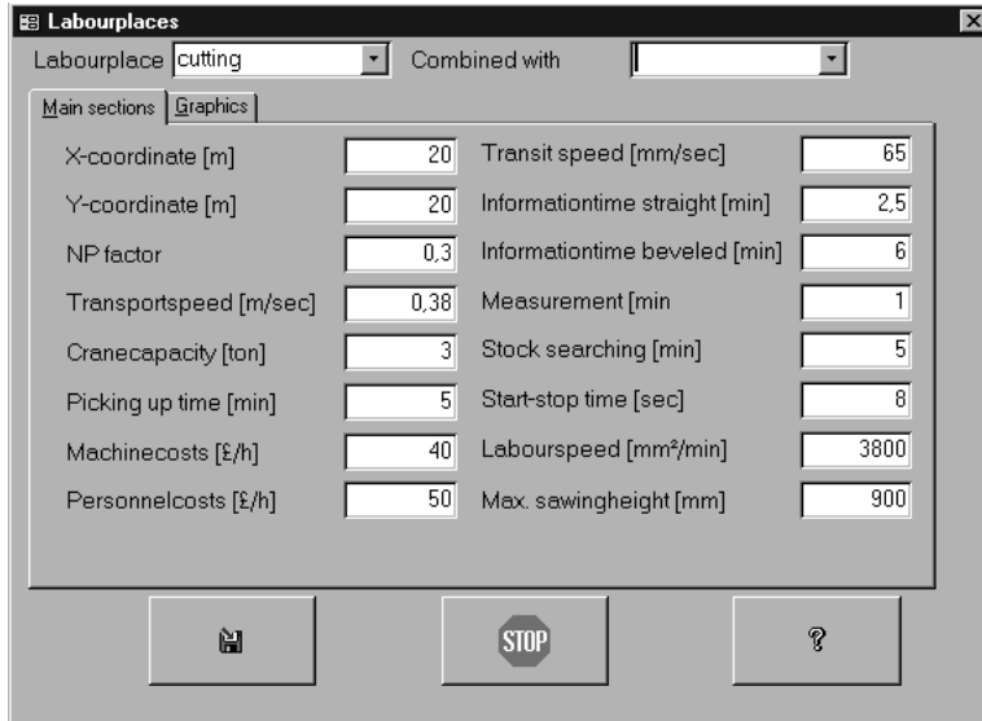 Labourplaces
Labourplace cutting Combined with
Main sections Graphics
X-coordinate [m] 20 Transit speed [mm/sec] 65
Y-coordinate [m] 20 Informationtime straight [min] 2,5
NP factor 0,3 Informationtime beveled [min] 6
Transportspeed [m/sec] 0,38 Measurement [min 1
Cranecapacity [ton] 3 Stock searching [min] 5
Picking up time [min] 5 Start-stop time [sec] 8
Machinecosts [£/h] 40 Labourspeed [mm²/min] 3800
Personnelcosts [£/h] 50 Max. sawingheight [mm] 900
STOP ?